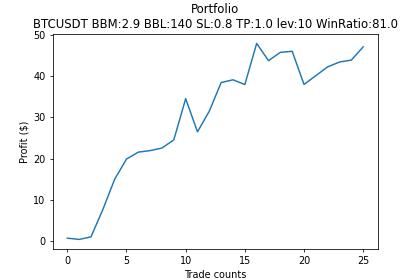 Portfolio
BTCUSDT BBM:2.9 BBL:140 SL:0.8 TP:1.0 lev:10 WinRatio:81.0
50
40
30
20
10
0
Profit ($)
0 5 10 15 20 25
Trade counts